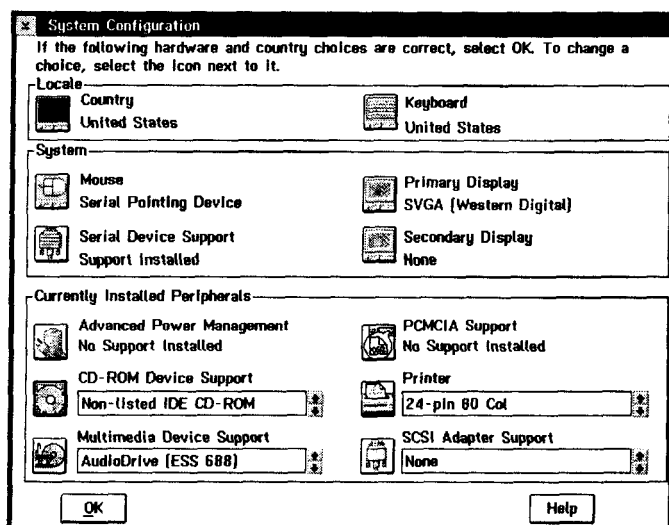 System Configuration
If the following hardware and country choices are correct, select OK. To change a
choice, select the icon next to it.
Locale
Country
United States
Keyboard
United States
System
Mouse
Serial Pointing Device
Primary Display
SVGA (Western Digital)
Serial Device Support
Support Installed
Secondary Display
None
Currently Installed Peripherals
Advanced Power Management
No Support Installed
PCMCIA Support
No Support Installed
CD-ROM Device Support
Non-listed IDE CD-ROM
Printer
24-pin 80 Col
Multimedia Device Support
AudioDrive (ESS 688)
SCSI Adapter Support
None
OK
Help